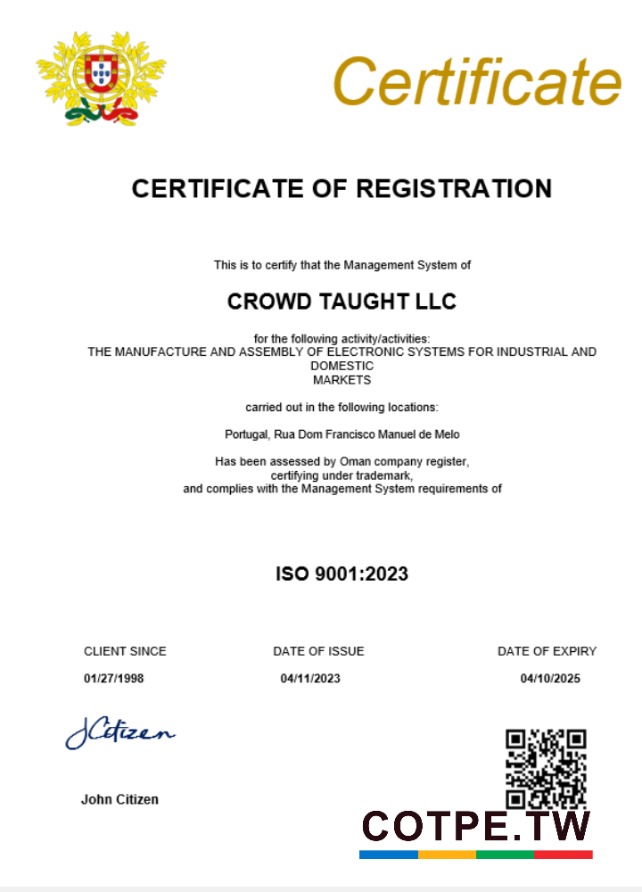 Certificate
CERTIFICATE OF REGISTRATION
This is to certify that the Management System of
CROWD TAUGHT LLC
for the following activity/activities:
THE MANUFACTURE AND ASSEMBLY OF ELECTRONIC SYSTEMS FOR INDUSTRIAL AND
DOMESTIC
MARKETS
carried out in the following locations:
Portugal, Rua Dom Francisco Manuel de Melo
Has been assessed by Oman company register,
certifying under trademark,
and complies with the Management System requirements of
ISO 9001:2023
CLIENT SINCE DATE OF ISSUE DATE OF EXPIRY
01/27/1998 04/11/2023 04/10/2025
JCitizen
John Citizen
COTPE.TW